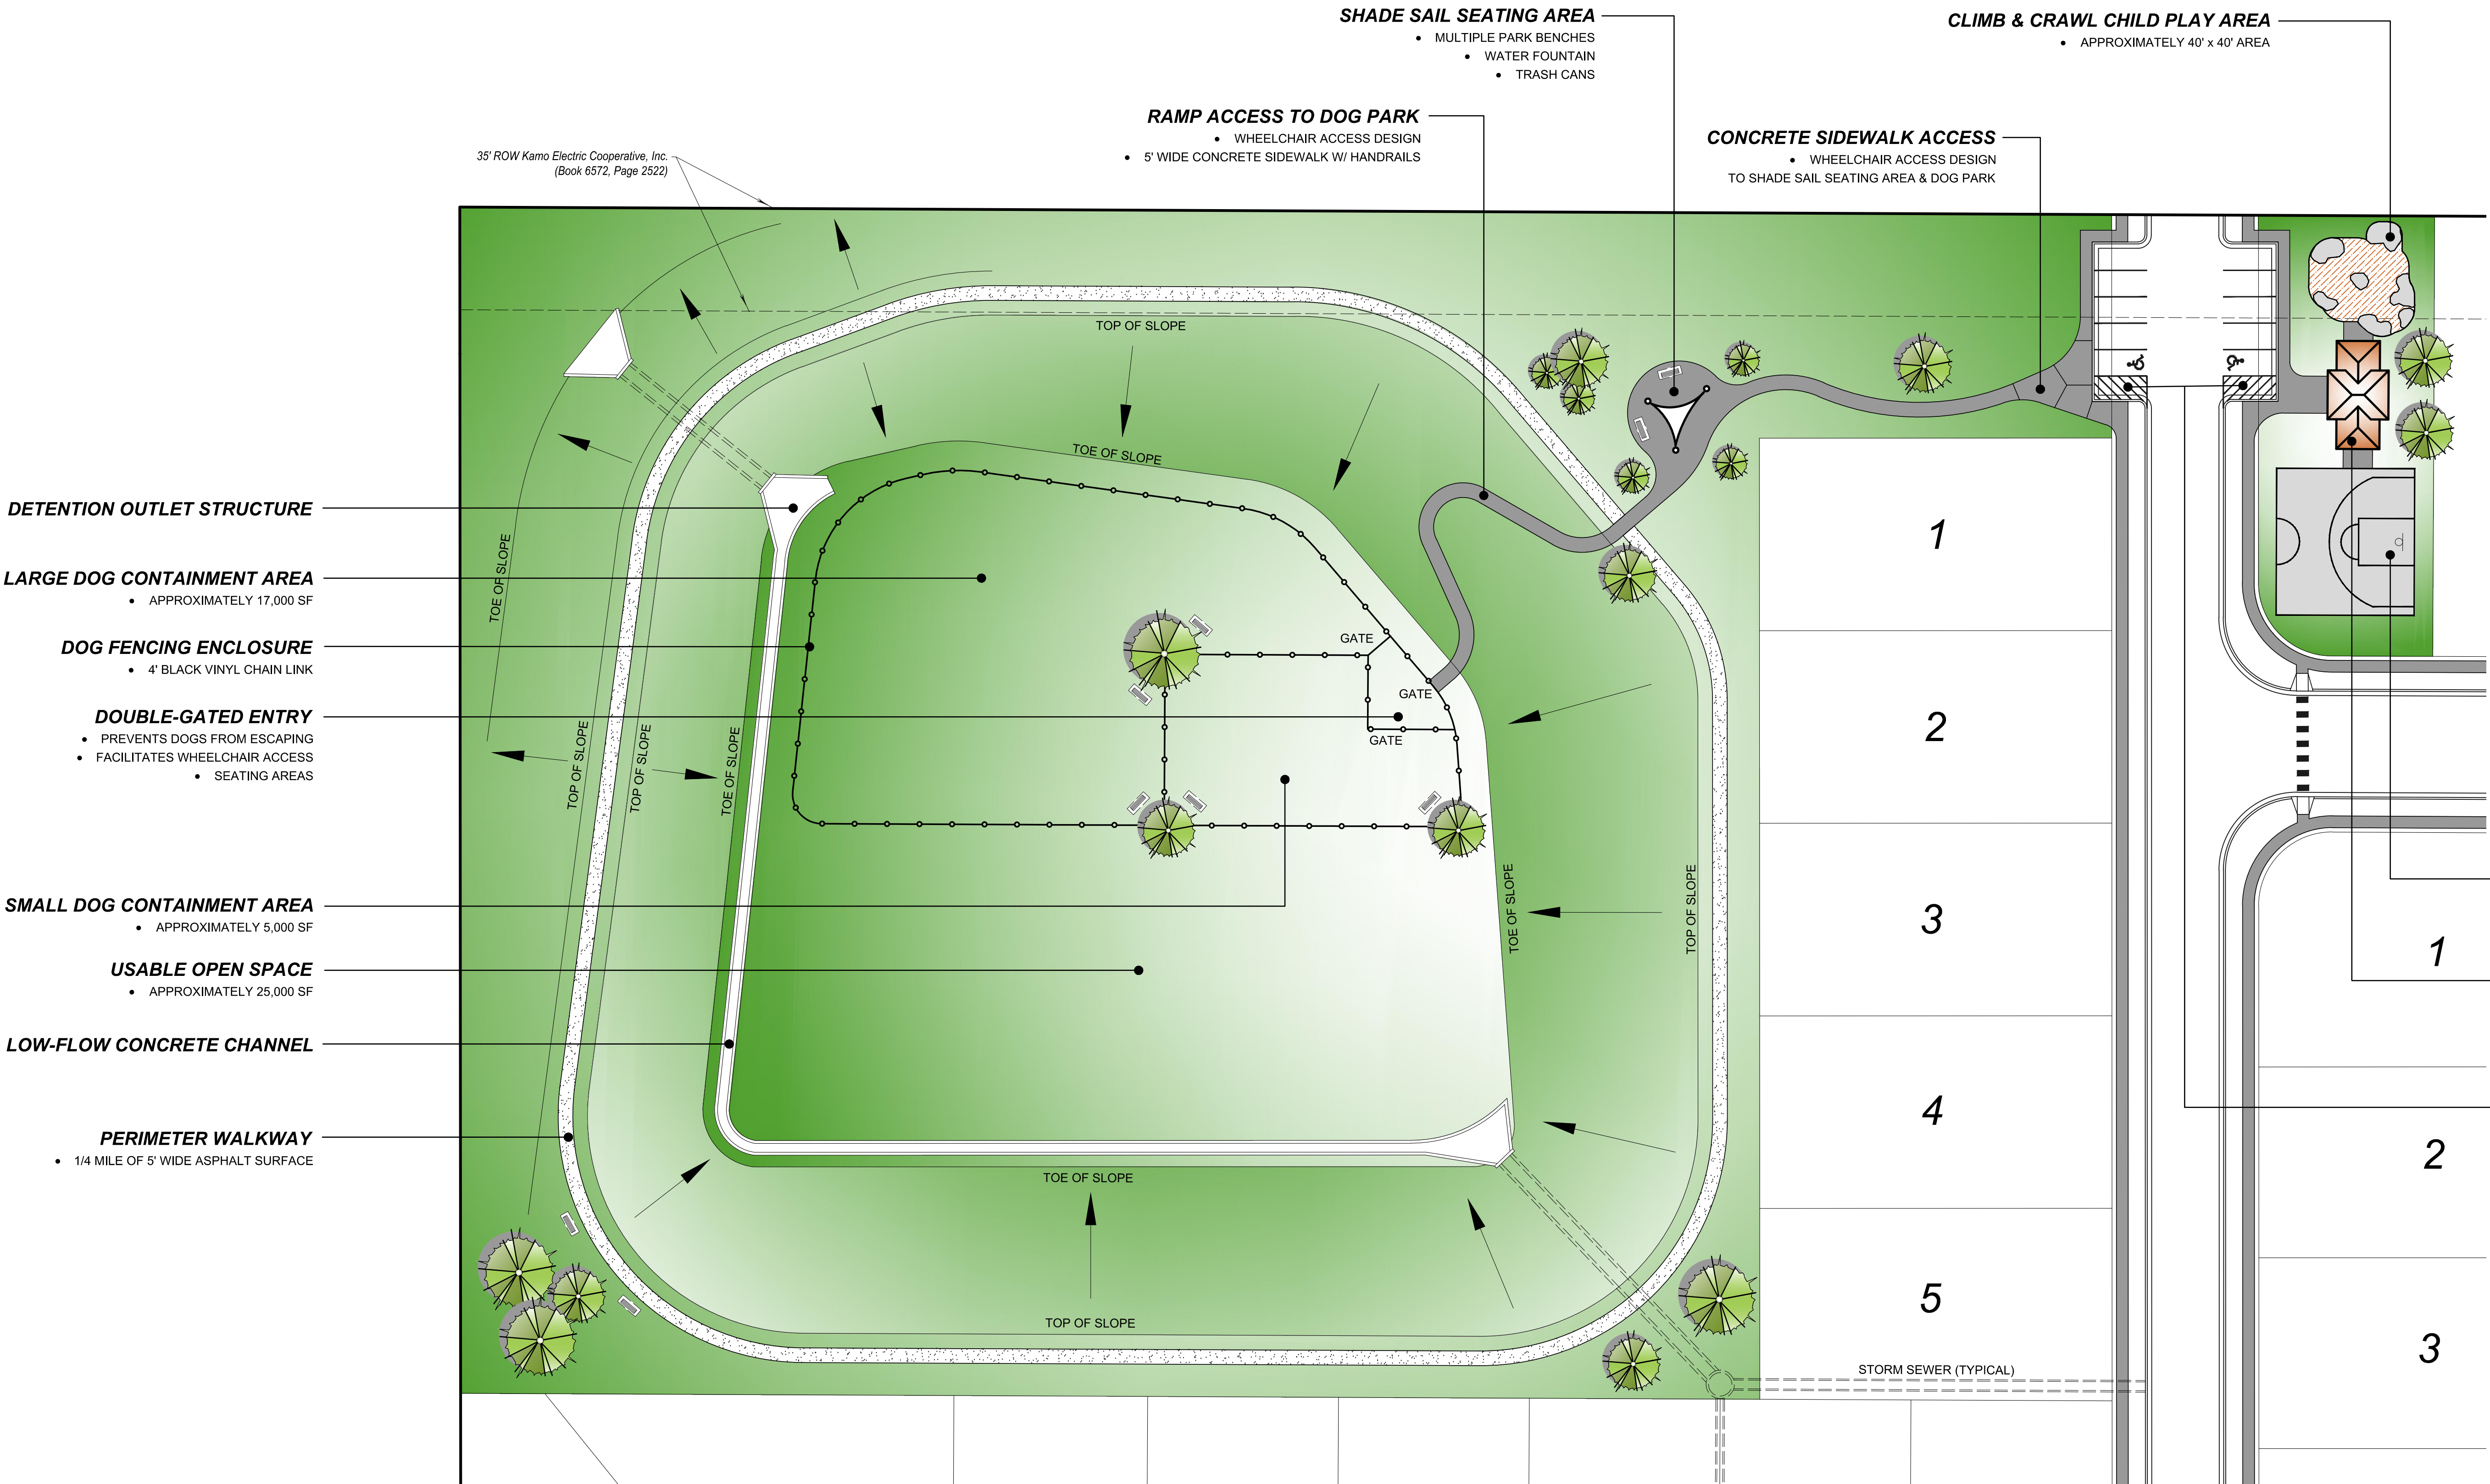 SHADE SAIL SEATING AREA
• MULTIPLE PARK BENCHES
• WATER FOUNTAIN
• TRASH CANS
CLIMB & CRAWL CHILD PLAY AREA
• APPROXIMATELY 40' x 40' AREA
RAMP ACCESS TO DOG PARK
• WHEELCHAIR ACCESS DESIGN
• 5' WIDE CONCRETE SIDEWALK W/ HANDRAILS
CONCRETE SIDEWALK ACCESS
• WHEELCHAIR ACCESS DESIGN
TO SHADE SAIL SEATING AREA & DOG PARK
35' ROW Kamo Electric Cooperative, Inc.
(Book 6572, Page 2522)
DETENTION OUTLET STRUCTURE
LARGE DOG CONTAINMENT AREA
• APPROXIMATELY 17,000 SF
DOG FENCING ENCLOSURE
• 4' BLACK VINYL CHAIN LINK
DOUBLE-GATED ENTRY
• PREVENTS DOGS FROM ESCAPING
• FACILITATES WHEELCHAIR ACCESS
• SEATING AREAS
SMALL DOG CONTAINMENT AREA
• APPROXIMATELY 5,000 SF
USABLE OPEN SPACE
• APPROXIMATELY 25,000 SF
LOW-FLOW CONCRETE CHANNEL
PERIMETER WALKWAY
• 1/4 MILE OF 5' WIDE ASPHALT SURFACE
TOP OF SLOPE
TOE OF SLOPE
TOE OF SLOPE
TOP OF SLOPE
TOP OF SLOPE
TOE OF SLOPE
GATE
GATE
GATE
TOE OF SLOPE
TOP OF SLOPE
TOE OF SLOPE
TOP OF SLOPE
1
2
3
4
5
STORM SEWER (TYPICAL)
1
2
3